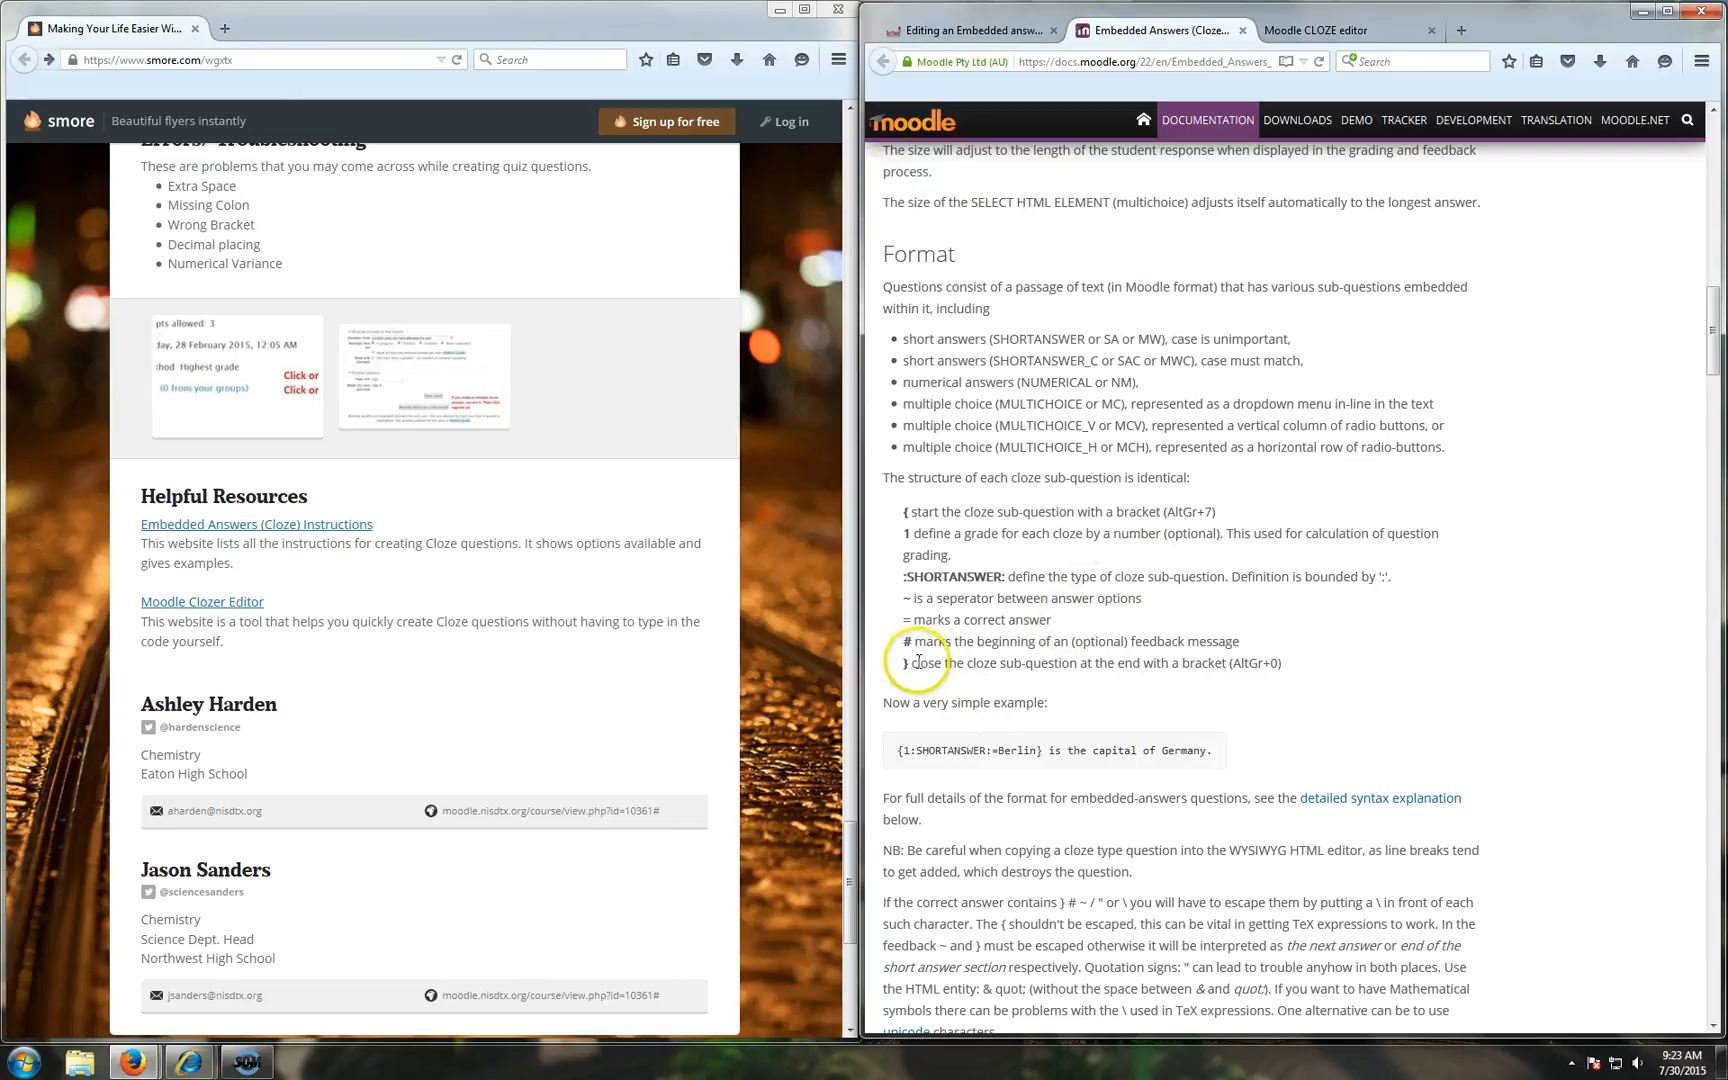 Making Your Life Easier Wi...
https://www.smore.com/wgxtx
Search
smore
Beautiful flyers instantly
Sign up for free
Log in
Errors/ Troubleshooting
These are problems that you may come across while creating quiz questions.
Extra Space
Missing Colon
Wrong Bracket
Decimal placing
Numerical Variance
pts allowed 3
day, 28 February 2015, 12:05 AM
hod Highest grade
(0 from your groups)
Click or
Click or
Helpful Resources
Embedded Answers (Cloze) Instructions
This website lists all the instructions for creating Cloze questions. It shows options available and
gives examples.
Moodle Clozer Editor
This website is a tool that helps you quickly create Cloze questions without having to type in the
code yourself.
Ashley Harden
@hardenscience
Chemistry
Eaton High School
aharden@nisdtx.org
moodle.nisdtx.org/course/view.php?id=10361#
Jason Sanders
@sciencesanders
Chemistry
Science Dept. Head
Northwest High School
jsanders@nisdtx.org
moodle.nisdtx.org/course/view.php?id=10361#
Editing an Embedded answ...
Embedded Answers (Cloze...
Moodle CLOZE editor
Moodle Pty Ltd (AU)
https://docs.moodle.org/22/en/Embedded_Answers_
Search
moodle
DOCUMENTATION
DOWNLOADS
DEMO
TRACKER
DEVELOPMENT
TRANSLATION
MOODLE.NET
The size will adjust to the length of the student response when displayed in the grading and feedback
process.
The size of the SELECT HTML ELEMENT (multichoice) adjusts itself automatically to the longest answer.
Format
Questions consist of a passage of text (in Moodle format) that has various sub-questions embedded
within it, including
short answers (SHORTANSWER or SA or MW), case is unimportant,
short answers (SHORTANSWER_C or SAC or MWC), case must match,
numerical answers (NUMERICAL or NM),
multiple choice (MULTICHOICE or MC), represented as a dropdown menu in-line in the text
multiple choice (MULTICHOICE_V or MCV), represented a vertical column of radio buttons, or
multiple choice (MULTICHOICE_H or MCH), represented as a horizontal row of radio-buttons.
The structure of each cloze sub-question is identical:
{ start the cloze sub-question with a bracket (AltGr+7)
1 define a grade for each cloze by a number (optional). This used for calculation of question
grading.
:SHORTANSWER: define the type of cloze sub-question. Definition is bounded by ':'.
~ is a seperator between answer options
= marks a correct answer
# marks the beginning of an (optional) feedback message
} close the cloze sub-question at the end with a bracket (AltGr+0)
Now a very simple example:
{1:SHORTANSWER:=Berlin} is the capital of Germany.
For full details of the format for embedded-answers questions, see the detailed syntax explanation
below.
NB: Be careful when copying a cloze type question into the WYSIWYG HTML editor, as line breaks tend
to get added, which destroys the question.
If the correct answer contains } # ~ / " or \ you will have to escape them by putting a \ in front of each
such character. The { shouldn't be escaped, this can be vital in getting TeX expressions to work. In the
feedback ~ and } must be escaped otherwise it will be interpreted as the next answer or end of the
short answer section respectively. Quotation signs: " can lead to trouble anyhow in both places. Use
the HTML entity: & quot; (without the space between & and quot;). If you want to have Mathematical
symbols there can be problems with the \ used in TeX expressions. One alternative can be to use
unicode characters.
9:23 AM
7/30/2015